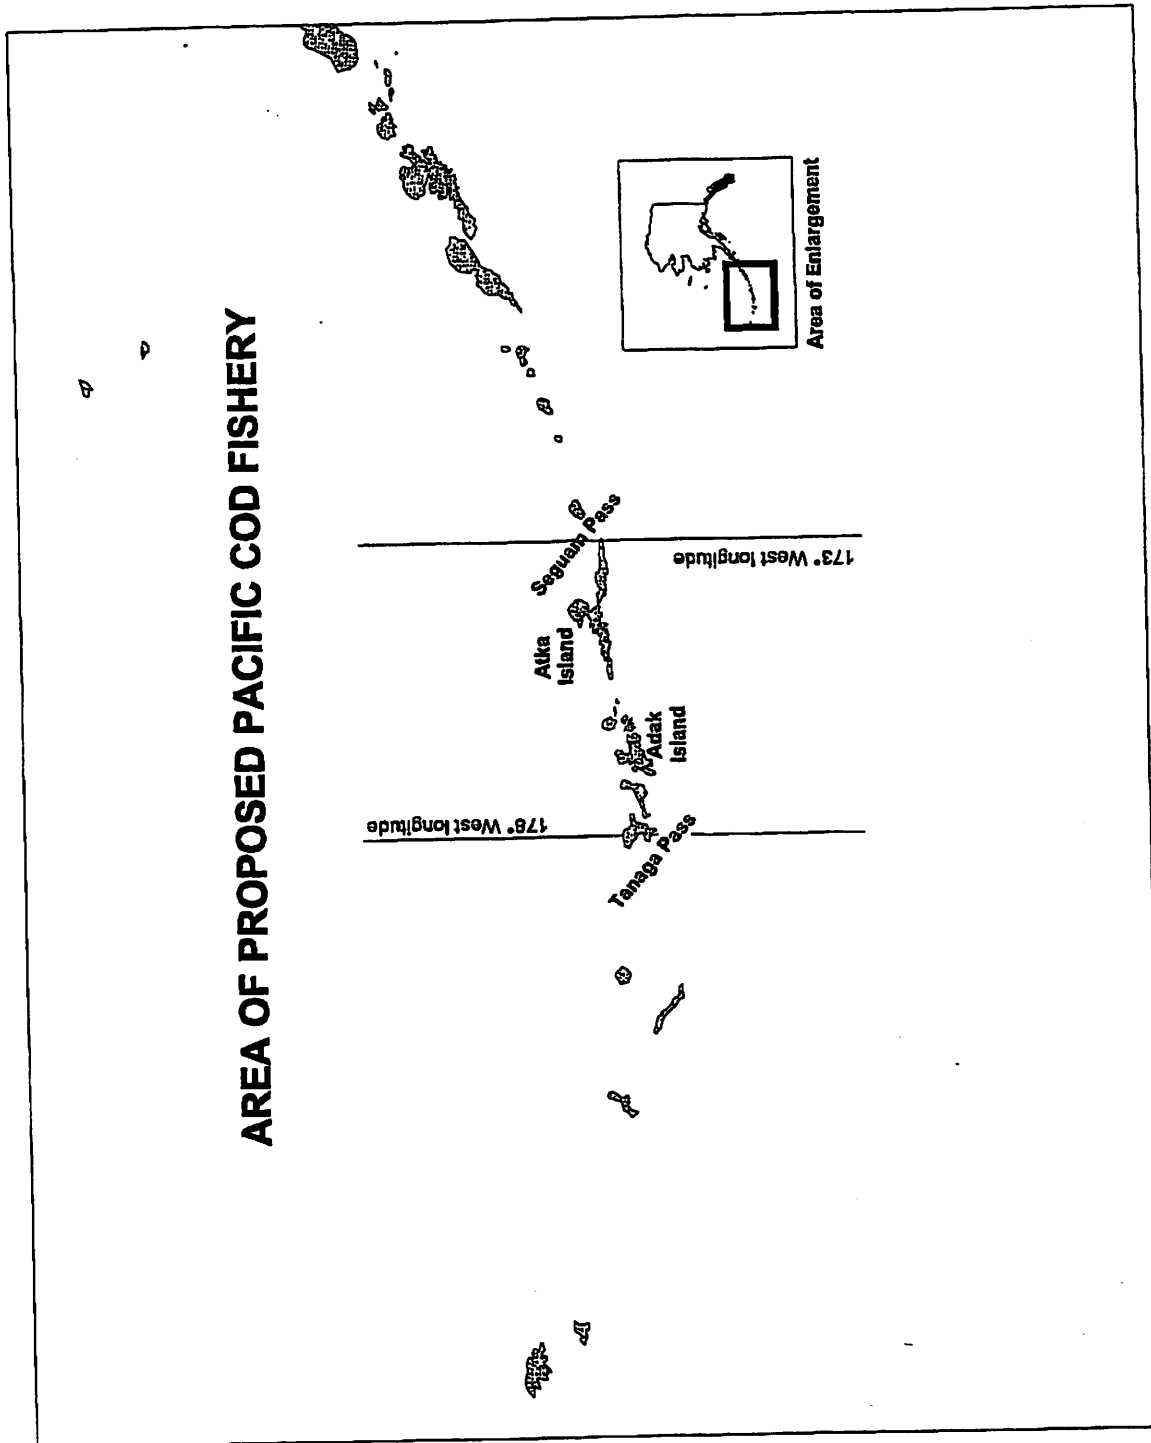 AREA OF PROPOSED PACIFIC COD FISHERY
178° West longitude
Atka
Island
Seguam Pass
Adak
Island
Tanaga Pass
173° West longitude
Area of Enlargement